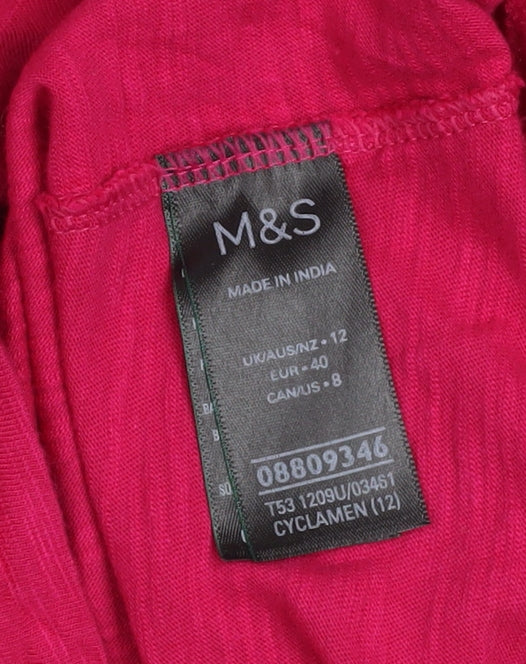 M&S
MADE IN INDIA
UK/AUS/NZ • 12
EUR • 40
CAN/US • 8
08809346
T53 1209U/03461
CYCLAMEN (12)